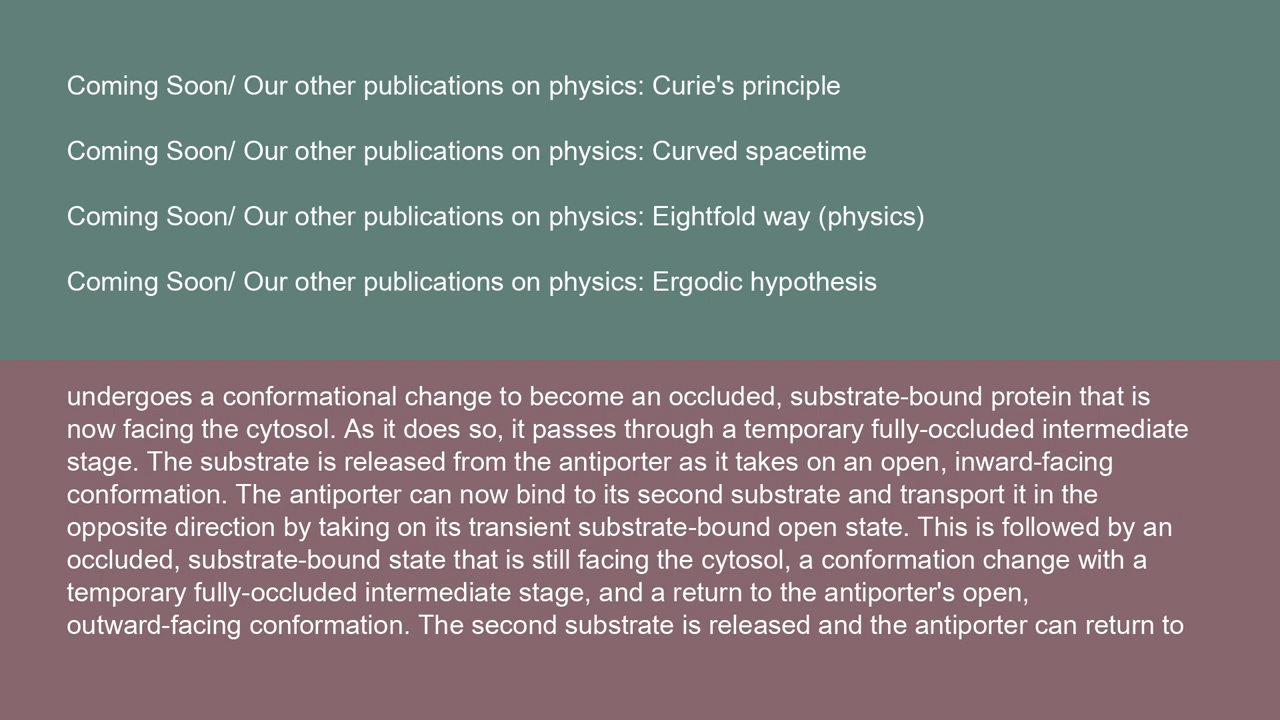 Coming Soon/ Our other publications on physics: Curie's principle
Coming Soon/ Our other publications on physics: Curved spacetime
Coming Soon/ Our other publications on physics: Eightfold way (physics)
Coming Soon/ Our other publications on physics: Ergodic hypothesis
undergoes a conformational change to become an occluded, substrate-bound protein that is
now facing the cytosol. As it does so, it passes through a temporary fully-occluded intermediate
stage. The substrate is released from the antiporter as it takes on an open, inward-facing
conformation. The antiporter can now bind to its second substrate and transport it in the
opposite direction by taking on its transient substrate-bound open state. This is followed by an
occluded, substrate-bound state that is still facing the cytosol, a conformation change with a
temporary fully-occluded intermediate stage, and a return to the antiporter's open,
outward-facing conformation. The second substrate is released and the antiporter can return to